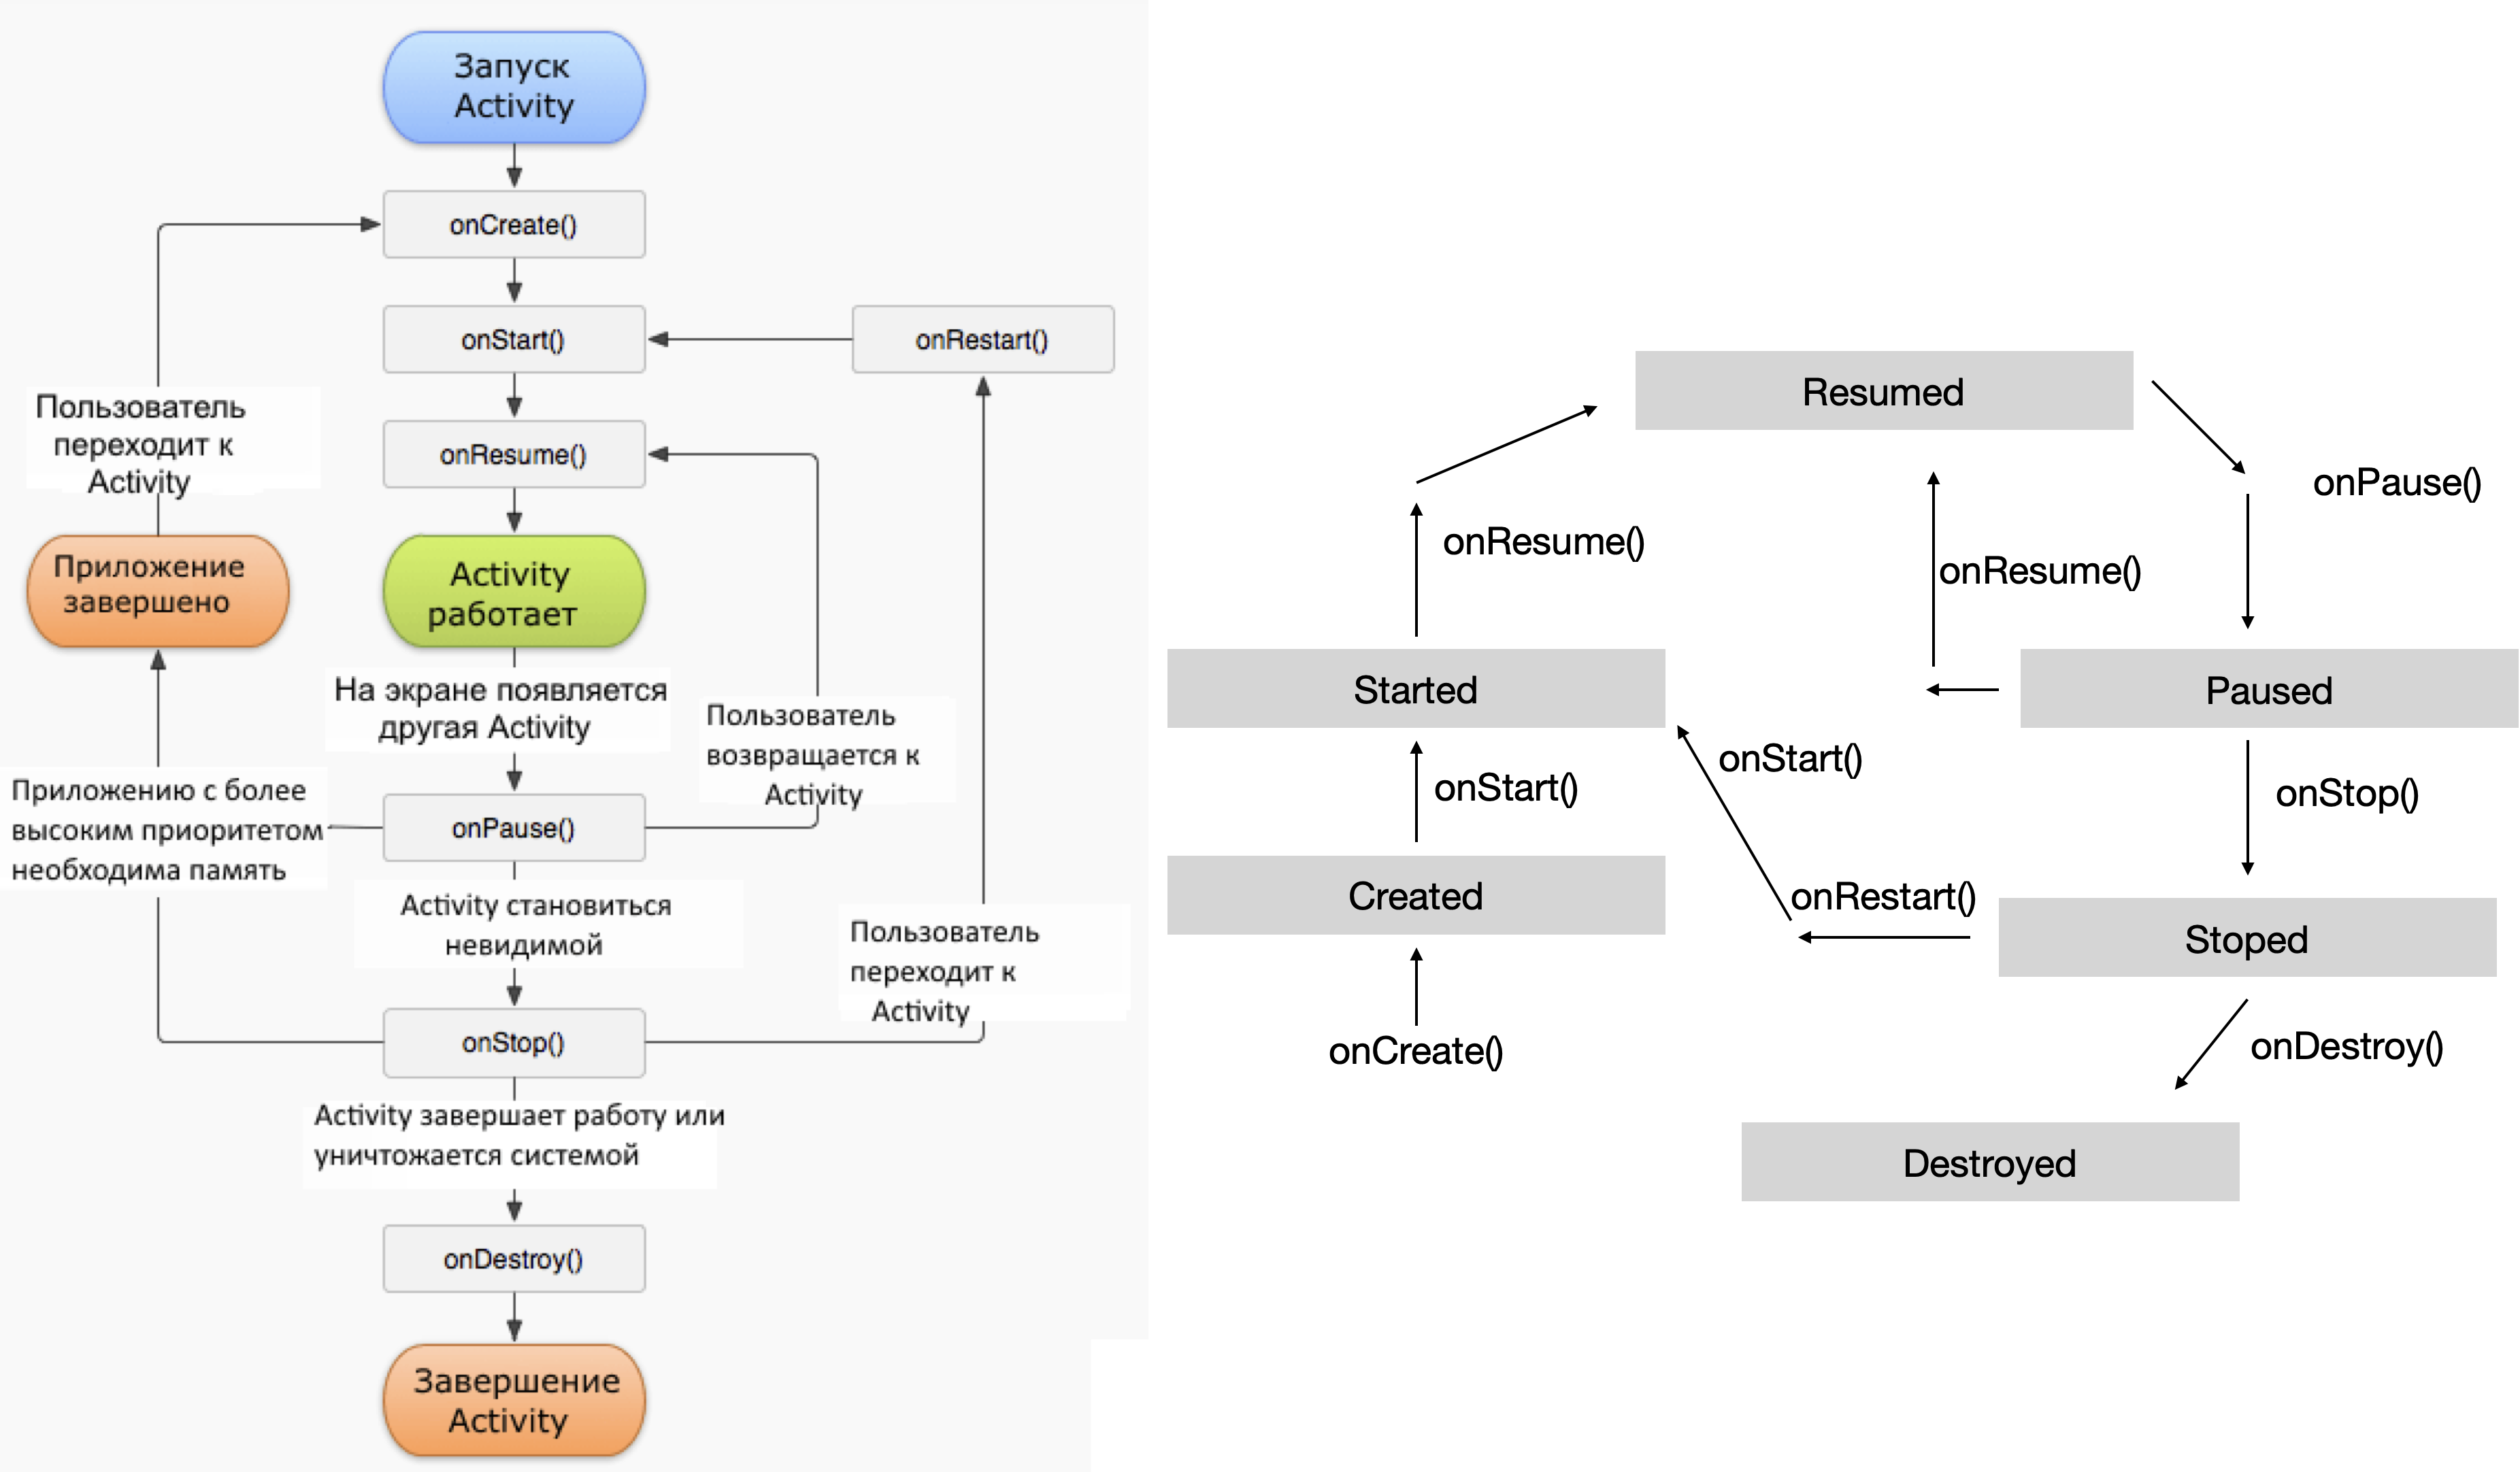 Запуск
Activity
onCreate()
onStart()
onRestart()
Пользователь
переходит к
Activity
onResume()
Приложение
завершено
Activity
работает
На экране появляется
другая Activity
Пользователь
возвращается к
Activity
Приложению с более
высоким приоритетом
необходима память
onPause()
Activity становиться
невидимой
Пользователь
переходит к
Activity
onStop()
Activity завершает работу или
уничтожается системой
onDestroy()
Завершение
Activity
Resumed
onPause()
onResume()
onResume()
Started
Paused
onStart()
onStart()
onStop()
Created
onRestart()
Stoped
onCreate()
onDestroy()
Destroyed